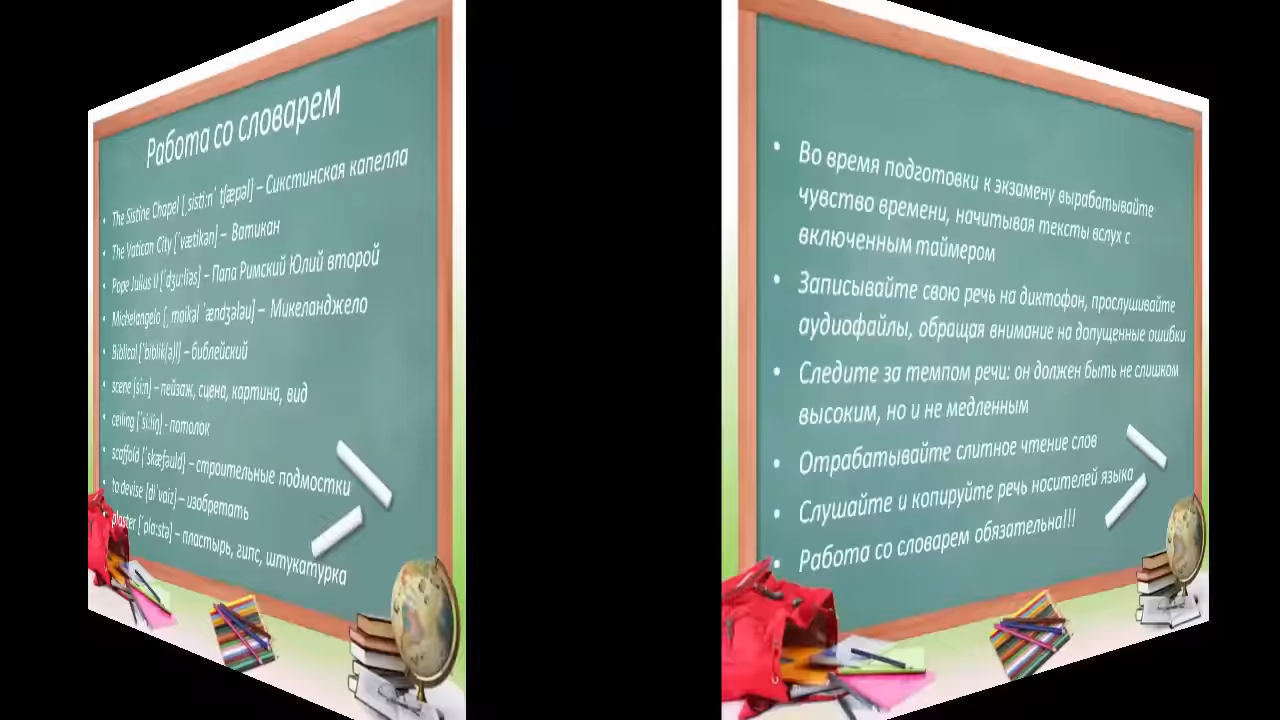 Работа со словарем
• The Sistine Chapel [ˌsistiːnˈ tʃæpəl] – Сикстинская капелла
• The Vatican City [ˈvætikən] – Ватикан
• Pope Julius II [ˈdʒuːliəs] – Папа Римский Юлий второй
• Michelangelo [ˌmaikəl ˈændʒələu] – Микеланджело
• Biblical [ˈbiblik(ə)l] – библейский
• scene [siːn] – пейзаж, сцена, картина, вид
• ceiling [ˈsiːliŋ] - потолок
• scaffold [ˈskæfəuld] – строительные подмостки
• to devise [diˈvaiz] – изобретать
• plaster [ˈplaːstə] – пластырь, гипс, штукатурка
• Во время подготовки к экзамену вырабатывайте
чувство времени, начитывая тексты вслух с
включенным таймером
• Записывайте свою речь на диктофон, прослушивайте
аудиофайлы, обращая внимание на допущенные ошибки
• Следите за темпом речи: он должен быть не слишком
высоким, но и не медленным
• Отрабатывайте слитное чтение слов
• Слушайте и копируйте речь носителей языка
• Работа со словарем обязательна!!!